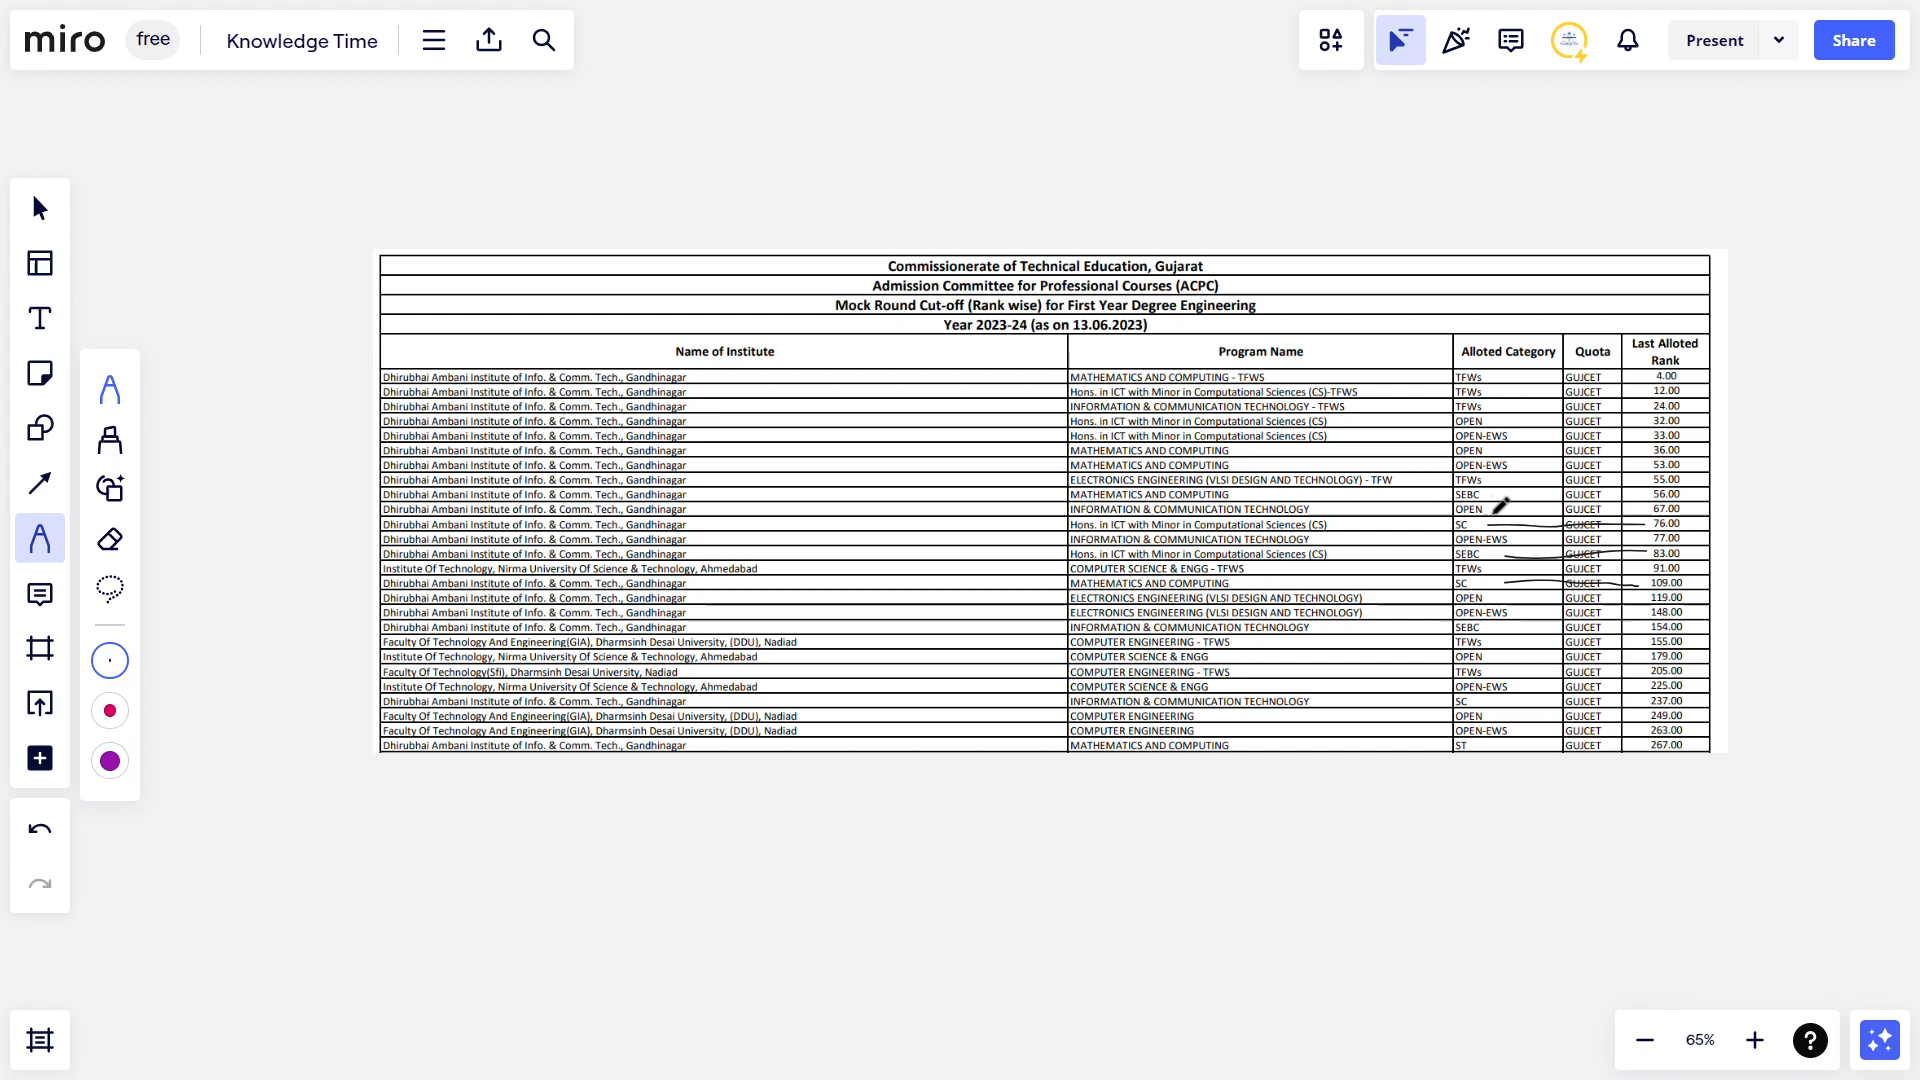 miro free Knowledge Time Present Share
Commissionerate of Technical Education, Gujarat
Admission Committee for Professional Courses (ACPC)
Mock Round Cut-off (Rank wise) for First Year Degree Engineering
Year 2023-24 (as on 13.06.2023)
Name of Institute Program Name Alloted Category Quota Last Alloted Rank
Dhirubhai Ambani Institute of Info. & Comm. Tech., Gandhinagar MATHEMATICS AND COMPUTING - TFWS TFWs GUJCET 4.00
Dhirubhai Ambani Institute of Info. & Comm. Tech., Gandhinagar Hons. in ICT with Minor in Computational Sciences (CS)-TFWS TFWs GUJCET 12.00
Dhirubhai Ambani Institute of Info. & Comm. Tech., Gandhinagar INFORMATION & COMMUNICATION TECHNOLOGY - TFWS TFWs GUJCET 24.00
Dhirubhai Ambani Institute of Info. & Comm. Tech., Gandhinagar Hons. in ICT with Minor in Computational Sciences (CS) OPEN GUJCET 32.00
Dhirubhai Ambani Institute of Info. & Comm. Tech., Gandhinagar Hons. in ICT with Minor in Computational Sciences (CS) OPEN-EWS GUJCET 33.00
Dhirubhai Ambani Institute of Info. & Comm. Tech., Gandhinagar MATHEMATICS AND COMPUTING OPEN GUJCET 36.00
Dhirubhai Ambani Institute of Info. & Comm. Tech., Gandhinagar MATHEMATICS AND COMPUTING OPEN-EWS GUJCET 53.00
Dhirubhai Ambani Institute of Info. & Comm. Tech., Gandhinagar ELECTRONICS ENGINEERING (VLSI DESIGN AND TECHNOLOGY) - TFW TFWs GUJCET 55.00
Dhirubhai Ambani Institute of Info. & Comm. Tech., Gandhinagar MATHEMATICS AND COMPUTING SEBC GUJCET 56.00
Dhirubhai Ambani Institute of Info. & Comm. Tech., Gandhinagar INFORMATION & COMMUNICATION TECHNOLOGY OPEN GUJCET 67.00
Dhirubhai Ambani Institute of Info. & Comm. Tech., Gandhinagar Hons. in ICT with Minor in Computational Sciences (CS) SC GUJCET 76.00
Dhirubhai Ambani Institute of Info. & Comm. Tech., Gandhinagar INFORMATION & COMMUNICATION TECHNOLOGY OPEN-EWS GUJCET 77.00
Dhirubhai Ambani Institute of Info. & Comm. Tech., Gandhinagar Hons. in ICT with Minor in Computational Sciences (CS) SEBC GUJCET 83.00
Institute Of Technology, Nirma University Of Science & Technology, Ahmedabad COMPUTER SCIENCE & ENGG - TFWS TFWs GUJCET 91.00
Dhirubhai Ambani Institute of Info. & Comm. Tech., Gandhinagar MATHEMATICS AND COMPUTING SC GUJCET 109.00
Dhirubhai Ambani Institute of Info. & Comm. Tech., Gandhinagar ELECTRONICS ENGINEERING (VLSI DESIGN AND TECHNOLOGY) OPEN GUJCET 119.00
Dhirubhai Ambani Institute of Info. & Comm. Tech., Gandhinagar ELECTRONICS ENGINEERING (VLSI DESIGN AND TECHNOLOGY) OPEN-EWS GUJCET 148.00
Dhirubhai Ambani Institute of Info. & Comm. Tech., Gandhinagar INFORMATION & COMMUNICATION TECHNOLOGY SEBC GUJCET 154.00
Faculty Of Technology And Engineering(GIA), Dharmsinh Desai University, (DDU), Nadiad COMPUTER ENGINEERING - TFWS TFWs GUJCET 155.00
Institute Of Technology, Nirma University Of Science & Technology, Ahmedabad COMPUTER SCIENCE & ENGG OPEN GUJCET 179.00
Faculty Of Technology(Sfi), Dharmsinh Desai University, Nadiad COMPUTER ENGINEERING - TFWS TFWs GUJCET 205.00
Institute Of Technology, Nirma University Of Science & Technology, Ahmedabad COMPUTER SCIENCE & ENGG OPEN-EWS GUJCET 225.00
Dhirubhai Ambani Institute of Info. & Comm. Tech., Gandhinagar INFORMATION & COMMUNICATION TECHNOLOGY SC GUJCET 237.00
Faculty Of Technology And Engineering(GIA), Dharmsinh Desai University, (DDU), Nadiad COMPUTER ENGINEERING OPEN GUJCET 249.00
Faculty Of Technology And Engineering(GIA), Dharmsinh Desai University, (DDU), Nadiad COMPUTER ENGINEERING OPEN-EWS GUJCET 263.00
Dhirubhai Ambani Institute of Info. & Comm. Tech., Gandhinagar MATHEMATICS AND COMPUTING ST GUJCET 267.00
65% ?